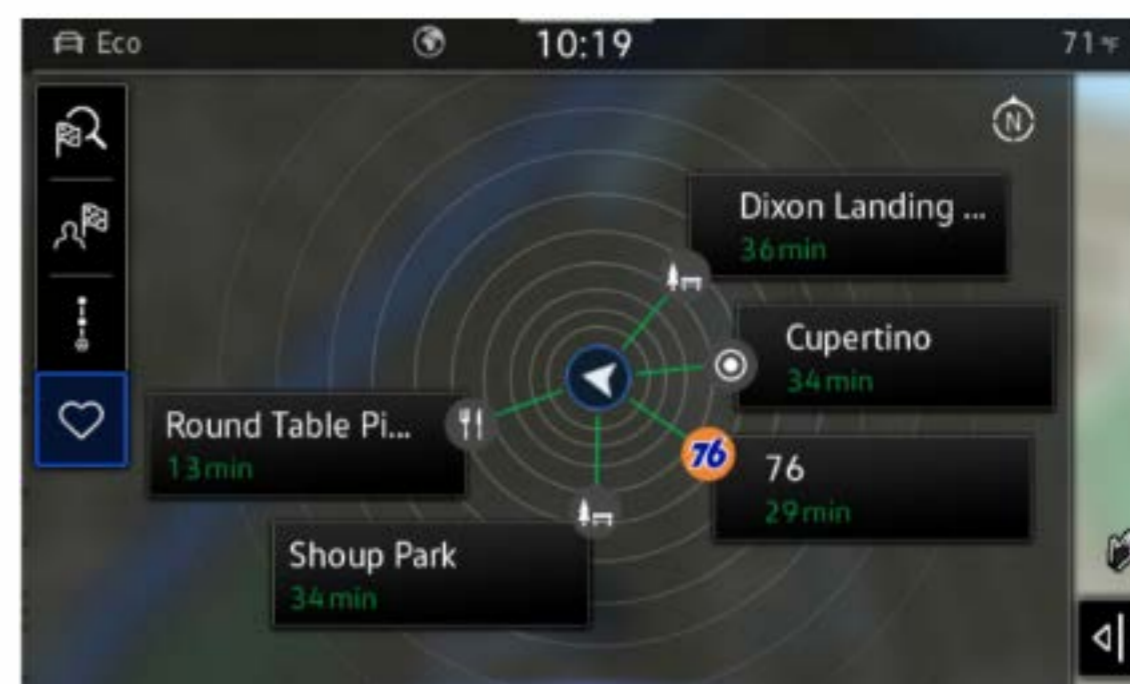 Eco
10:19
71°F
N
Dixon Landing ...
36 min
Cupertino
34 min
Round Table Pi...
13 min
76
76
29 min
Shoup Park
34 min